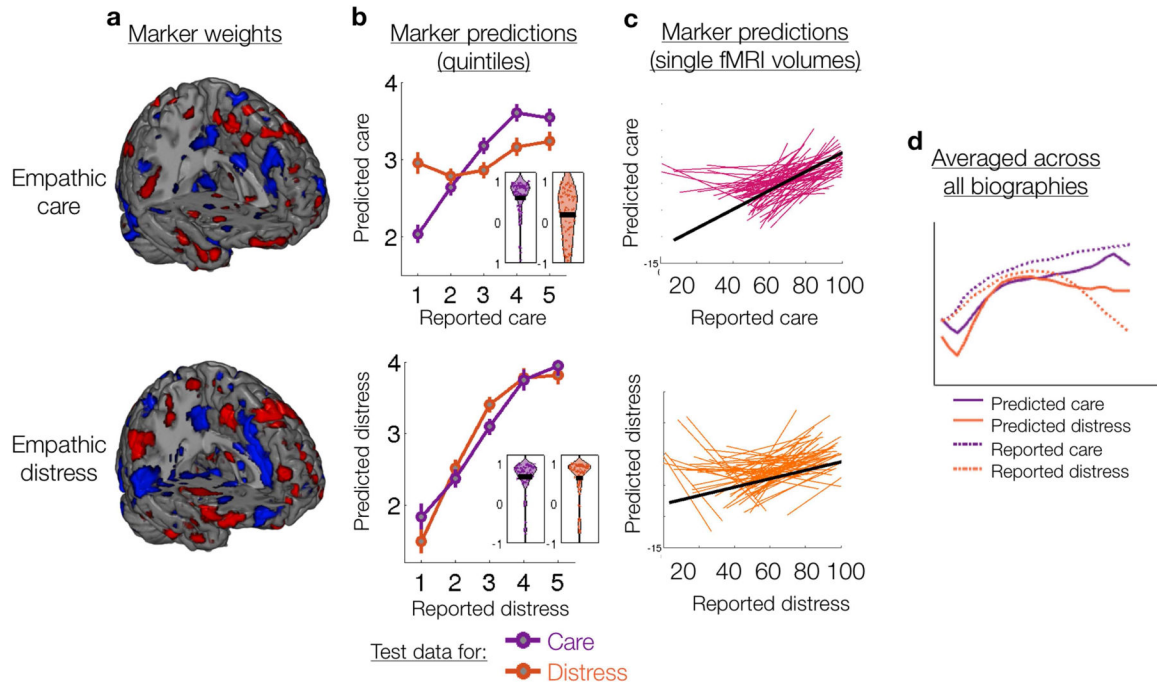 a
Marker weights
Empathic
care
Empathic
distress
b
Marker predictions
(quintiles)
4
3
2
Predicted care
1
0
1
1
0
-1
1 2 3 4 5
Reported care
4
3
2
Predicted distress
1
0
-1
1
0
-1
1 2 3 4 5
Reported distress
Test data for:
Care
Distress
c
Marker predictions
(single fMRI volumes)
Predicted care
-15
20 40 60 80 100
Reported care
Predicted distress
-15
20 40 60 80 100
Reported distress
d
Averaged across
all biographies
Predicted care
Predicted distress
Reported care
Reported distress